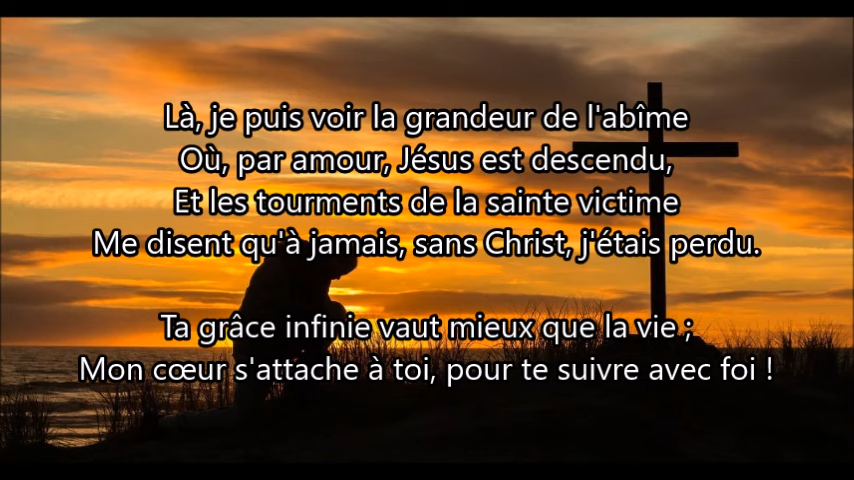 Là, je puis voir la grandeur de l'abîme
Où, par amour, Jésus est descendu,
Et les tourments de la sainte victime
Me disent qu'à jamais, sans Christ, j'étais perdu.
Ta grâce infinie vaut mieux que la vie ;
Mon cœur s'attache à toi, pour te suivre avec foi !